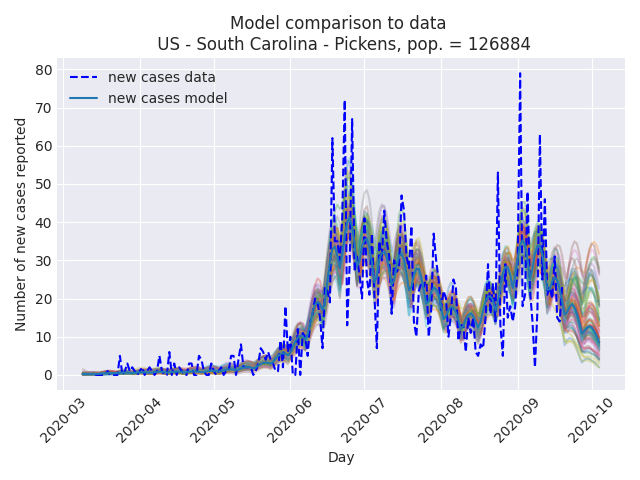 Model comparison to data
US - South Carolina - Pickens, pop. = 126884
new cases data
new cases model
Number of new cases reported
80
70
60
50
40
30
20
10
0
2020-03
2020-04
2020-05
2020-06
2020-07
2020-08
2020-09
2020-10
Day